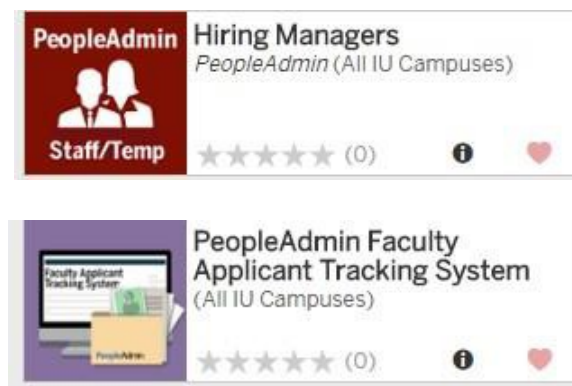 PeopleAdmin
Staff/Temp
Hiring Managers
PeopleAdmin (All IU Campuses)
(0)
Faculty Applicant
Tracking System
PeopleAdmin
PeopleAdmin Faculty
Applicant Tracking System
(All IU Campuses)
(0)